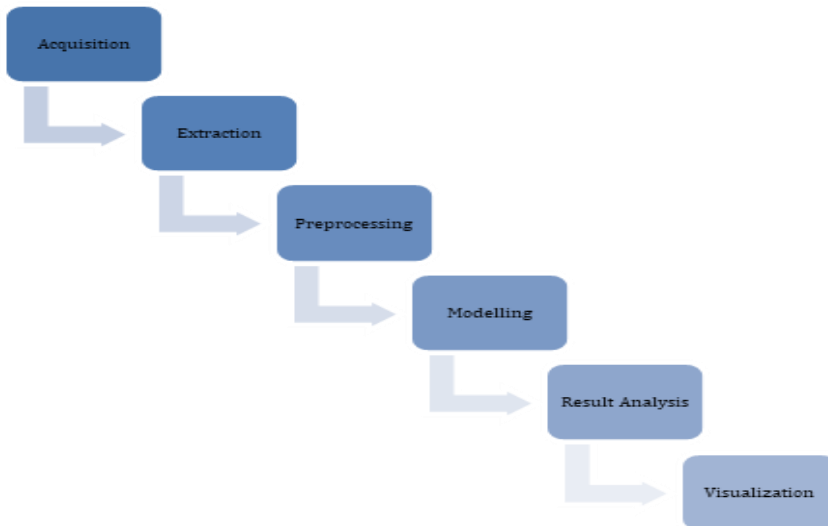 Acquisition
Extraction
Preprocessing
Modelling
Result Analysis
Visualization